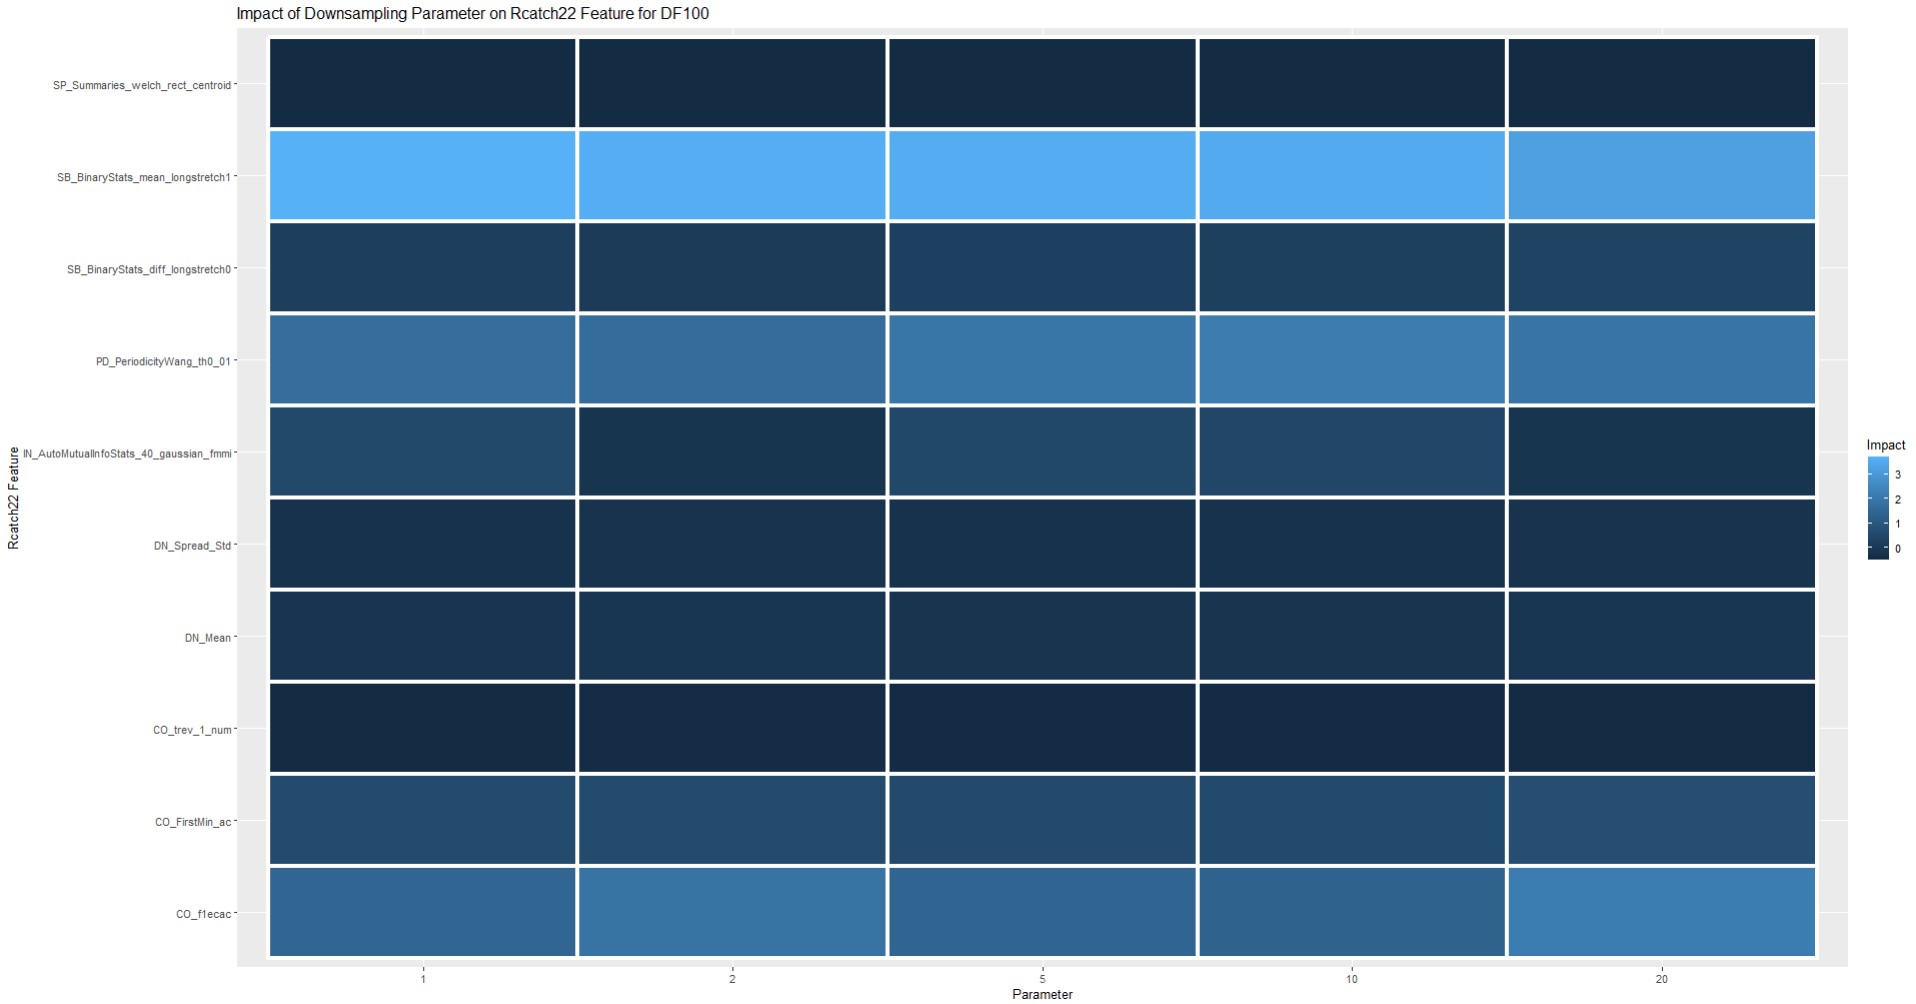 Impact of Downsampling Parameter on Rcatch22 Feature for DF100
SP_Summaries_welch_rect_centroid
SB_BinaryStats_mean_longstretch1
SB_BinaryStats_diff_longstretch0
PD_PeriodicityWang_th0_01
IN_AutoMutualInfoStats_40_gaussian_fmmi
DN_Spread_Std
DN_Mean
CO_trev_1_num
CO_FirstMin_ac
CO_f1ecac
Rcatch22 Feature
1
2
5
10
20
Parameter
Impact
3
2
1
0